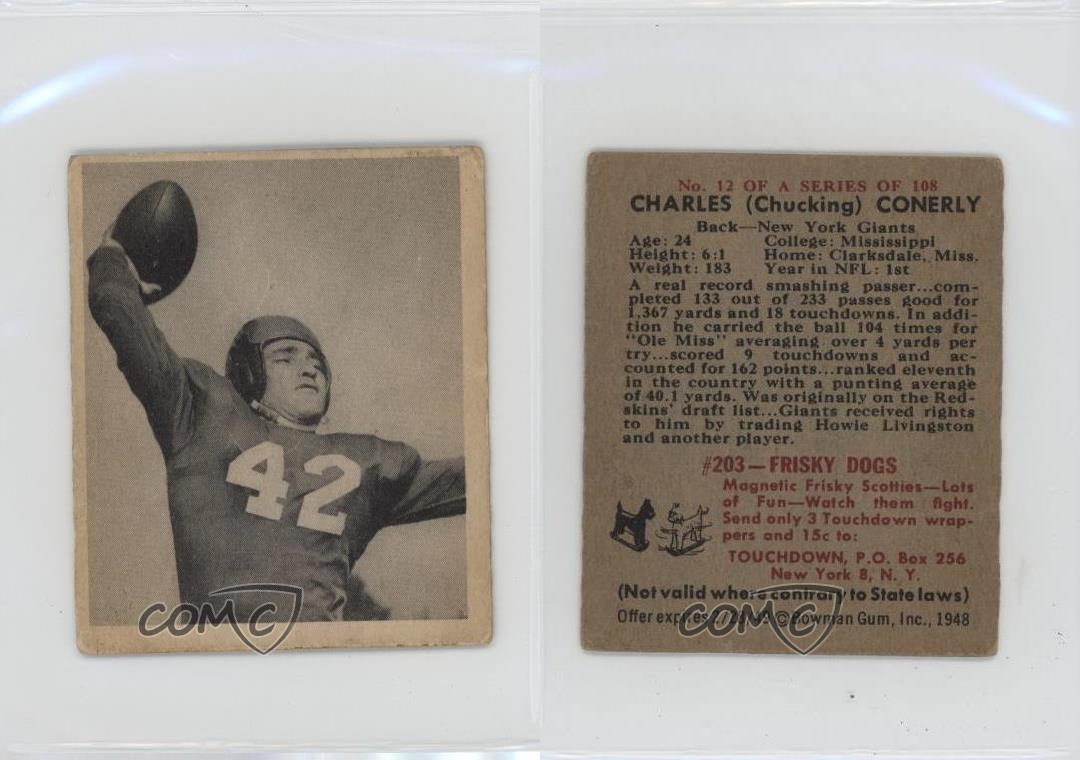 42
COMC
No. 12 OF A SERIES OF 108
CHARLES (Chucking) CONERLY
Back—New York Giants
Age: 24 College: Mississippi
Height: 6:1 Home: Clarksdale, Miss.
Weight: 183 Year in NFL: 1st
A real record smashing passer...com-
pleted 133 out of 233 passes good for
1,367 yards and 18 touchdowns. In addi-
tion he carried the ball 104 times for
"Ole Miss" averaging over 4 yards per
try...scored 9 touchdowns and ac-
counted for 162 points...ranked eleventh
in the country with a punting average
of 40.1 yards. Was originally on the Red-
skins' draft list...Giants received rights
to him by trading Howie Livingston
and another player.
#203—FRISKY DOGS
Magnetic Frisky Scotties—Lots
of Fun—Watch them fight.
Send only 3 Touchdown wrap-
pers and 15c to:
TOUCHDOWN, P.O. Box 256
New York 8, N. Y.
(Not valid where contrary to State laws)
Offer expires ©Bowman Gum, Inc., 1948
COMC